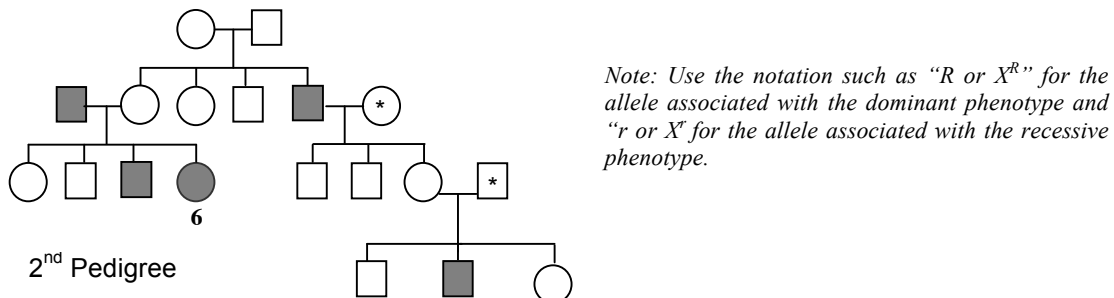 Note: Use the notation such as “R or X^R” for the
allele associated with the dominant phenotype and
“r or X^r for the allele associated with the recessive
phenotype.
*
*
6
2nd Pedigree